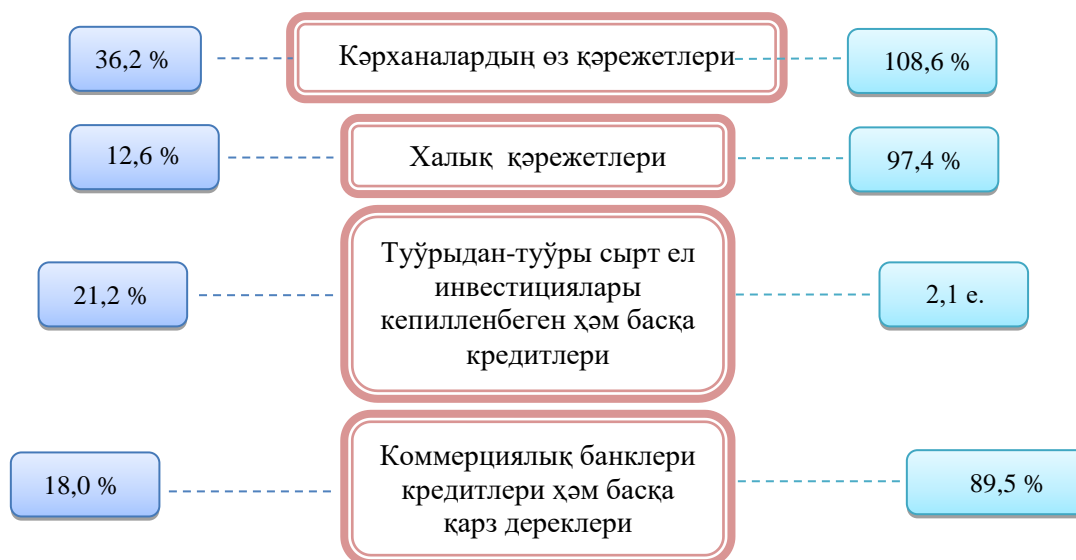 36,2 %
Кәрханалардың өз қәрежетлери
108,6 %
12,6 %
Халық қәрежетлери
97,4 %
21,2 %
Туўрыдан-туўры сырт ел
инвестициялары
кепилленбеген ҳәм басқа
кредитлери
2,1 е.
18,0 %
Коммерциялық банклери
кредитлери ҳәм басқа
қарз дереклери
89,5 %